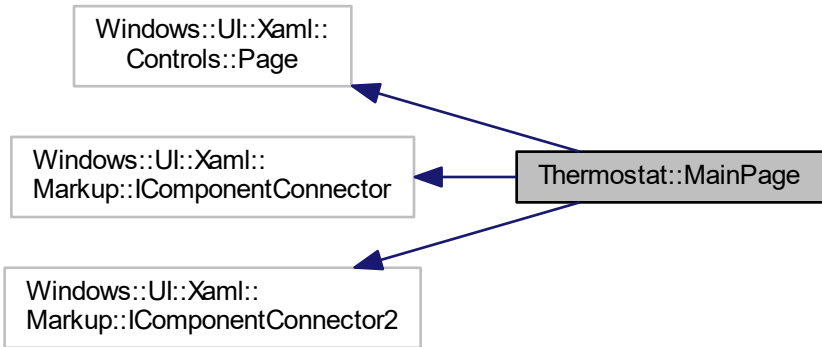 Windows::UI::Xaml::
Controls::Page
Windows::UI::Xaml::
Markup::IComponentConnector
Thermostat::MainPage
Windows::UI::Xaml::
Markup::IComponentConnector2